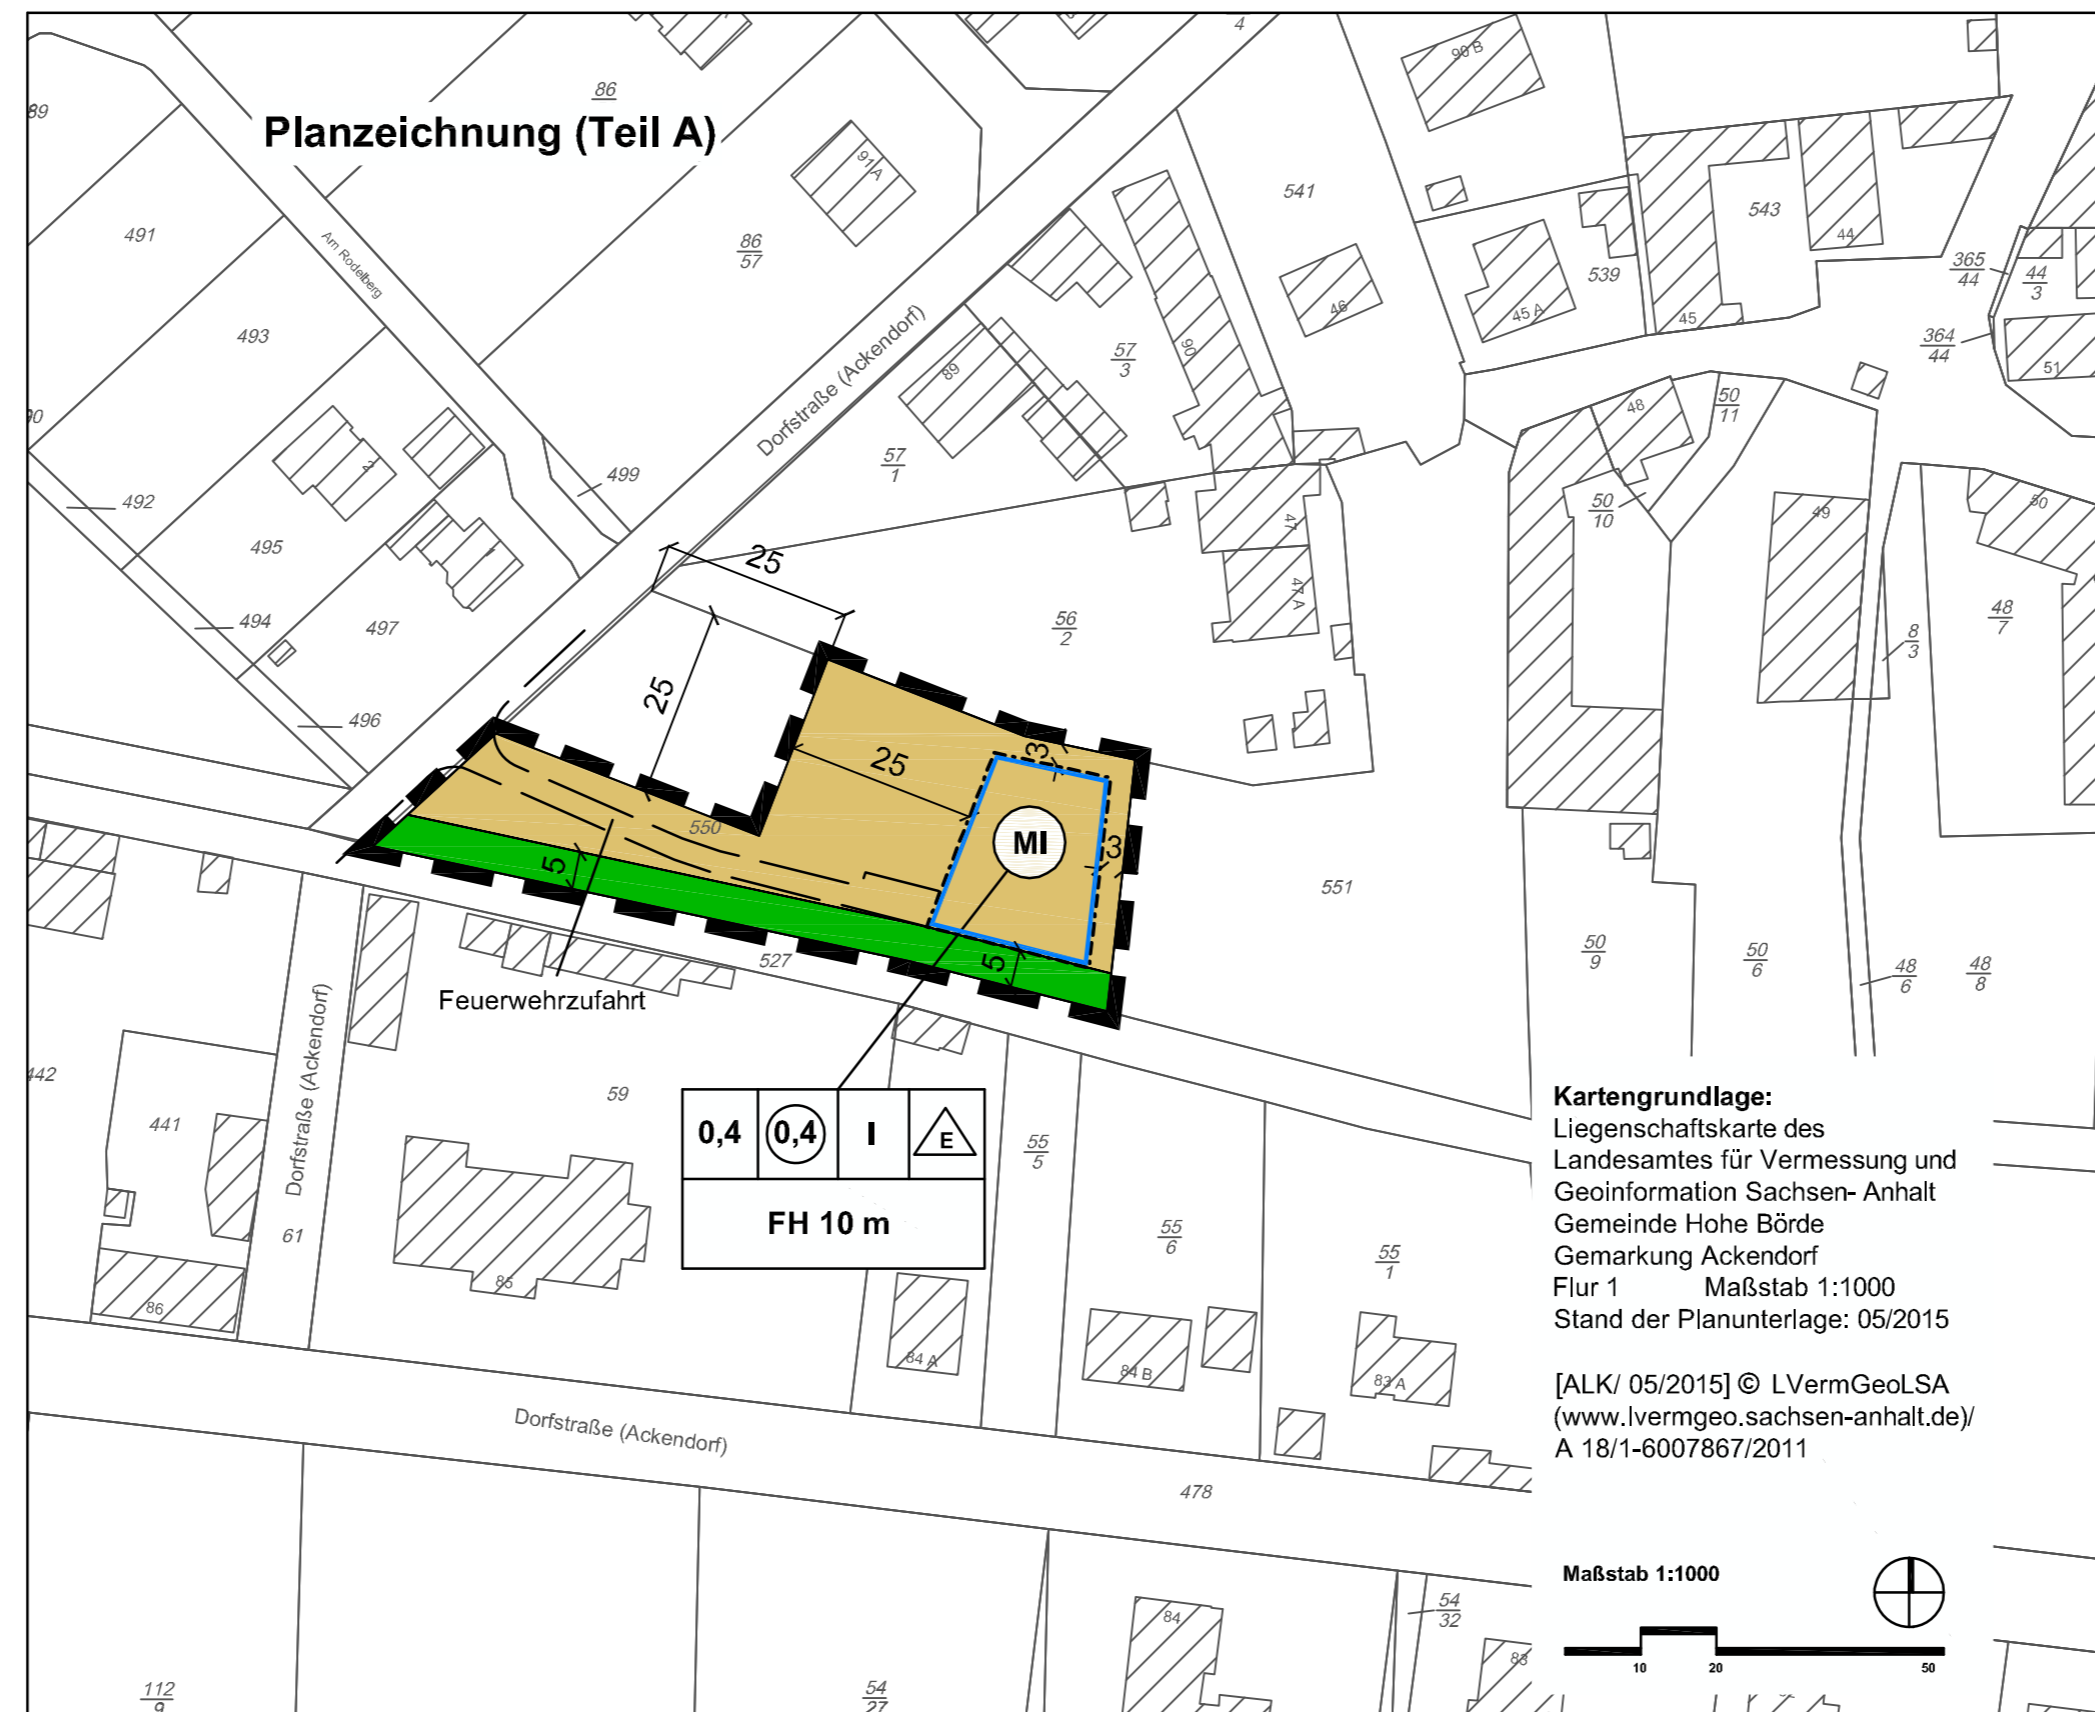 4
86
89
Planzeichnung (Teil A)
90 B
91 A
541
491
Am Rodelberg
86
57
543
44
539
365
44
44
3
46
45 A
45
493
Dorfstraße (Ackendorf)
89
57
3
90
364
44
51
90
2
57
1
48
50
11
492
499
495
50
10
49
50
47
25
47 A
494
497
56
2
8
3
48
7
496
25
25
3
550
MI
3
5
551
527
5
50
9
50
6
48
6
48
8
Feuerwehrzufahrt
Dorfstraße (Ackendorf)
442
59
441
0,4
0,4
I
E
FH 10 m
55
5
61
55
6
55
1
85
86
84 A
84 B
83 A
Kartengrundlage:
Liegenschaftskarte des
Landesamtes für Vermessung und
Geoinformation Sachsen- Anhalt
Gemeinde Hohe Börde
Gemarkung Ackendorf
Flur 1 Maßstab 1:1000
Stand der Planunterlage: 05/2015
[ALK/ 05/2015] © LVermGeoLSA
(www.lvermgeo.sachsen-anhalt.de)/
A 18/1-6007867/2011
Dorfstraße (Ackendorf)
478
Maßstab 1:1000
10 20 50
54
32
84
83
112
9
54
27